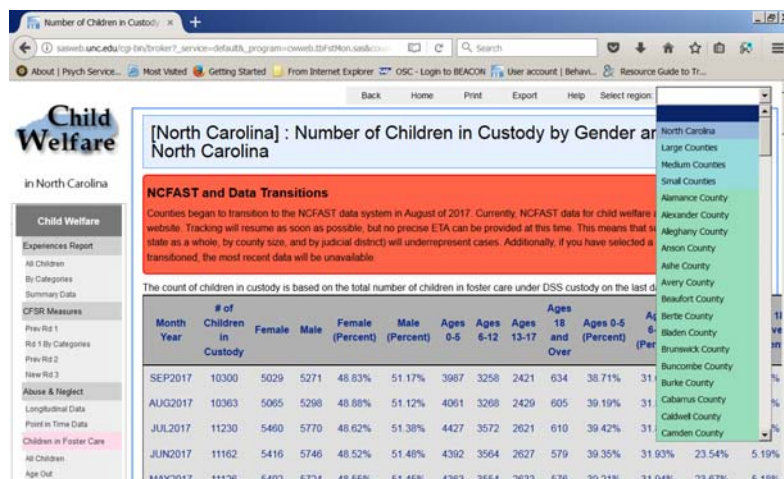 Number of Children in Custody
sasweb.unc.edu/cgi-bin/broker?_service=default&_program=cwweb.tbFstMon.sas&cou
Search
About | Psych Service... Most Visited Getting Started From Internet Explorer OSC - Login to BEACON User account | Behavi... Resource Guide to Tr...
Back Home Print Export Help Select region:
Child
Welfare
in North Carolina
Child Welfare
Experiences Report
All Children
By Categories
Summary Data
CFSR Measures
Prev Rd 1
Rd 1 By Categories
Prev Rd 2
New Rd 3
Abuse & Neglect
Longitudinal Data
Point in Time Data
Children in Foster Care
All Children
Age Out
[North Carolina] : Number of Children in Custody by Gender
North Carolina
NCFAST and Data Transitions
Counties began to transition to the NCFAST data system in August of 2017. Currently, NCFAST data for child welfare
website. Tracking will resume as soon as possible, but no precise ETA can be provided at this time. This means that
state as a whole, by county size, and by judicial district) will underrepresent cases. Additionally, if you have selected a
transitioned, the most recent data will be unavailable.
The count of children in custody is based on the total number of children in foster care under DSS custody on the last
Month Year # of Children in Custody Female Male Female (Percent) Male (Percent) Ages 0-5 Ages 6-12 Ages 13-17 Ages 18 and Over Ages 0-5 (Percent)
SEP2017 10300 5029 5271 48.83% 51.17% 3987 3258 2421 634 38.71%
AUG2017 10363 5065 5298 48.88% 51.12% 4061 3268 2429 605 39.19%
JUL2017 11230 5460 5770 48.62% 51.38% 4427 3572 2621 610 39.42%
JUN2017 11162 5416 5746 48.52% 51.48% 4392 3564 2627 579 39.35% 31.93% 23.54% 5.19%
North Carolina
Large Counties
Medium Counties
Small Counties
Alamance County
Alexander County
Alleghany County
Anson County
Ashe County
Avery County
Beaufort County
Bertie County
Bladen County
Brunswick County
Buncombe County
Burke County
Cabarrus County
Caldwell County
Camden County